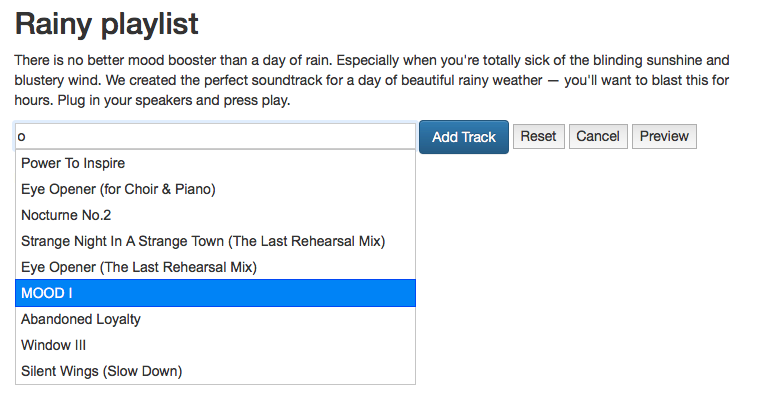 Rainy playlist
There is no better mood booster than a day of rain. Especially when you're totally sick of the blinding sunshine and
blustery wind. We created the perfect soundtrack for a day of beautiful rainy weather — you'll want to blast this for
hours. Plug in your speakers and press play.
o Add Track Reset Cancel Preview
Power To Inspire
Eye Opener (for Choir & Piano)
Nocturne No.2
Strange Night In A Strange Town (The Last Rehearsal Mix)
Eye Opener (The Last Rehearsal Mix)
MOOD I
Abandoned Loyalty
Window III
Silent Wings (Slow Down)